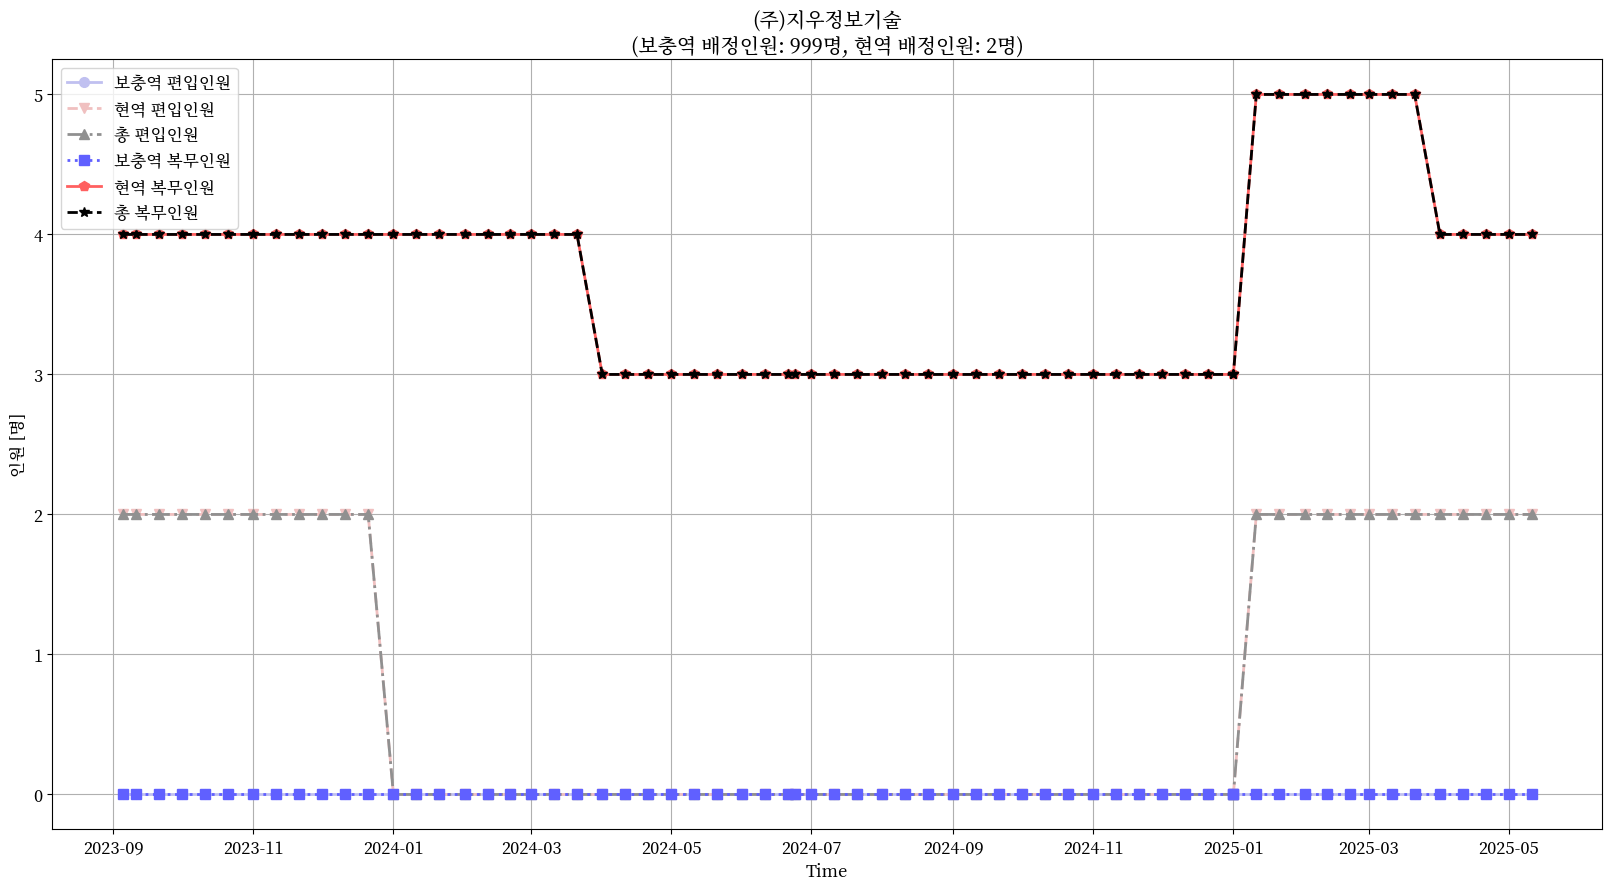 (주)지우정보기술
(보충역 배정인원: 999명, 현역 배정인원: 2명)
보충역 편입인원
현역 편입인원
총 편입인원
보충역 복무인원
현역 복무인원
총 복무인원
5
4
3
2
1
0
인원 [명]
2023-09 2023-11 2024-01 2024-03 2024-05 2024-07 2024-09 2024-11 2025-01 2025-03 2025-05
Time